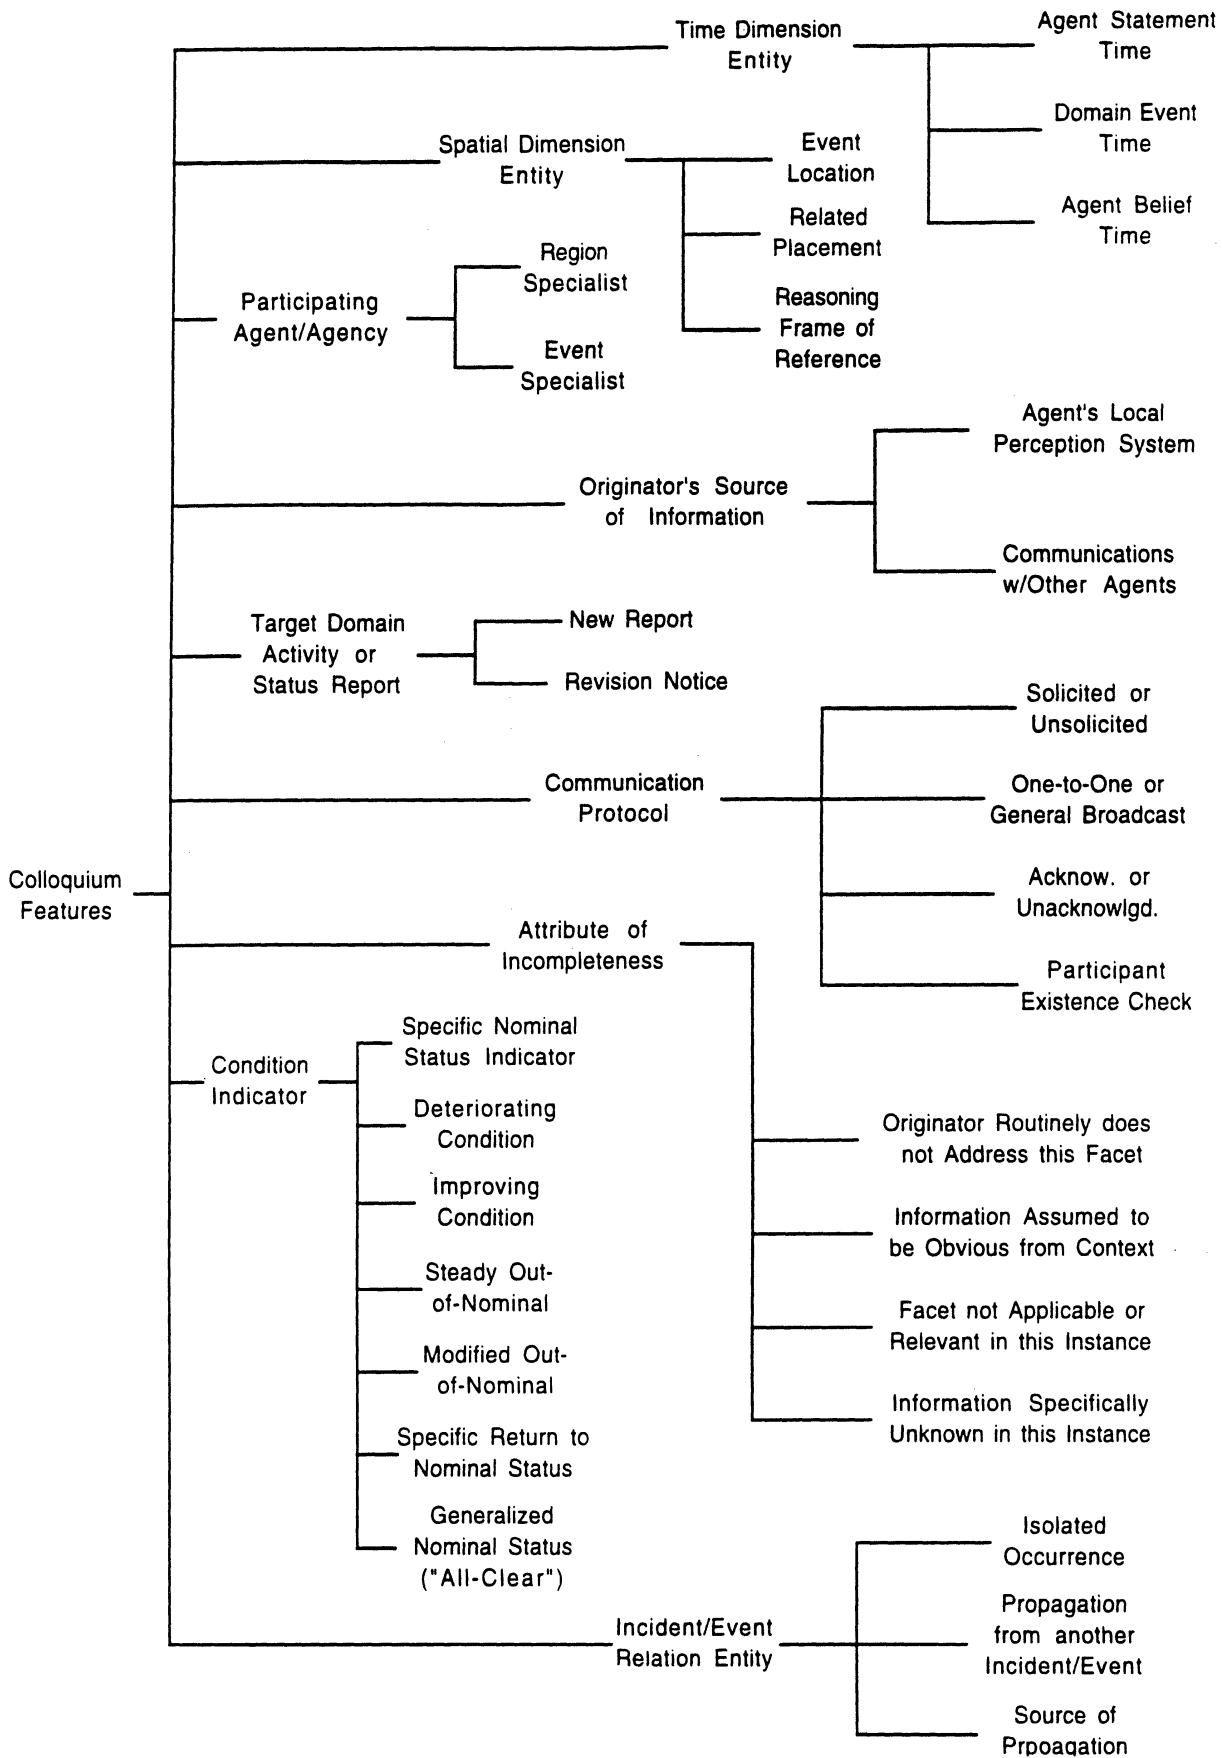 Time Dimension
Entity
Agent Statement
Time
Domain Event
Time
Agent Belief
Time
Spatial Dimension
Entity
Event
Location
Related
Placement
Reasoning
Frame of
Reference
Participating
Agent/Agency
Region
Specialist
Event
Specialist
Originator's Source
of Information
Agent's Local
Perception System
Communications
w/Other Agents
Target Domain
Activity or
Status Report
New Report
Revision Notice
Communication
Protocol
Solicited or
Unsolicited
One-to-One or
General Broadcast
Acknow. or
Unacknowlgd.
Participant
Existence Check
Colloquium
Features
Attribute of
Incompleteness
Originator Routinely does
not Address this Facet
Information Assumed to
be Obvious from Context
Facet not Applicable or
Relevant in this Instance
Information Specifically
Unknown in this Instance
Condition
Indicator
Specific Nominal
Status Indicator
Deteriorating
Condition
Improving
Condition
Steady Out-
of-Nominal
Modified Out-
of-Nominal
Specific Return to
Nominal Status
Generalized
Nominal Status
("All-Clear")
Incident/Event
Relation Entity
Isolated
Occurrence
Propagation
from another
Incident/Event
Source of
Prpoagation